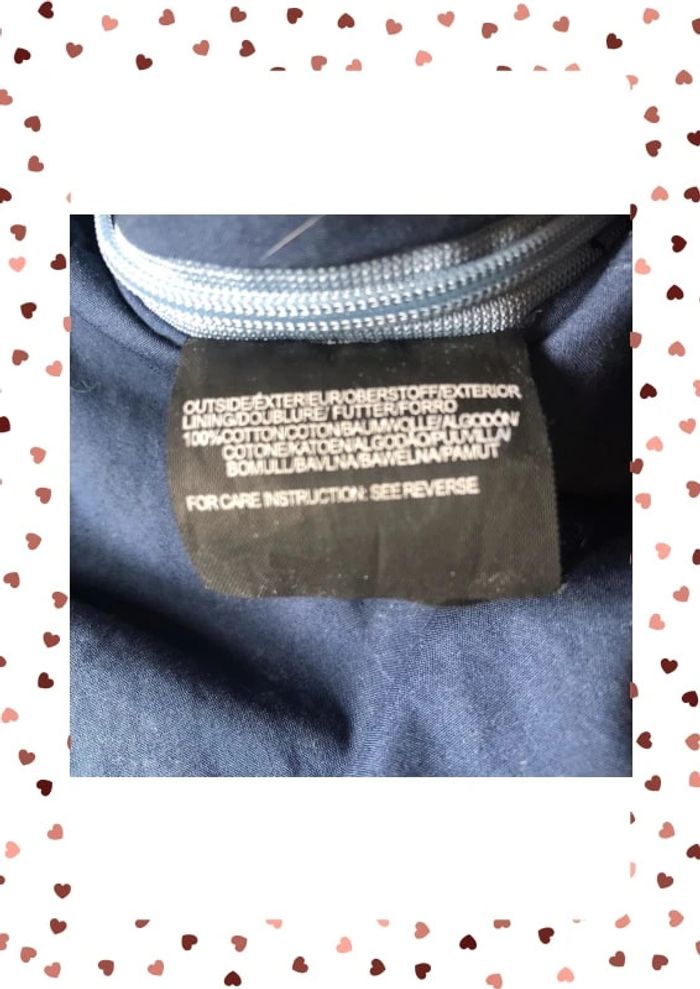 OUTSIDE/EXTERIEUR/OBERSTOFF/EXTERIOR
LINING/DOUBLURE/ FUTTER/FORRO
100%COTTON/COTON/BAUMWOLLE/ALGODÓN/
COTONE/KATOEN/ALGODÃO/PUUVILLA/
BOMULL/BAVLNA/BAWELNA/PAMUT
FOR CARE INSTRUCTION: SEE REVERSE